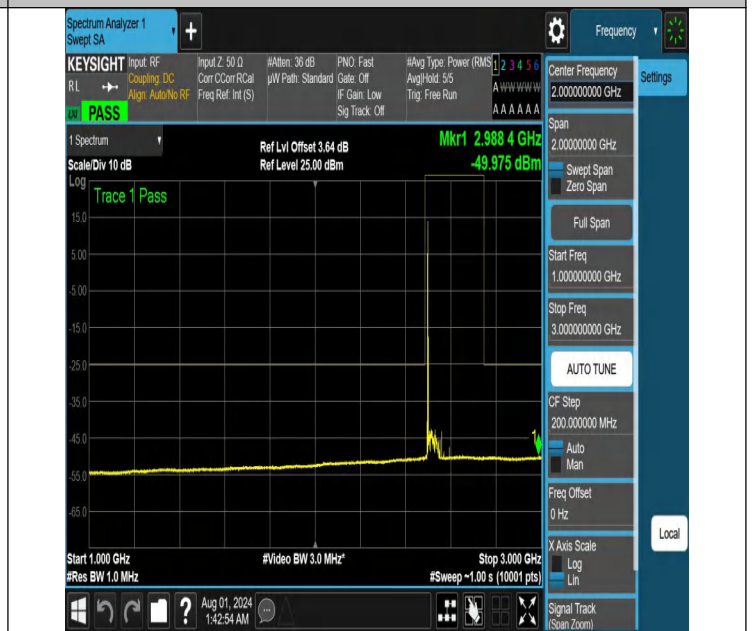 Spectrum Analyzer 1
Swept SA
+
Frequency
KEYSIGHT
RL
PASS
Input: RF
Coupling: DC
Align: Auto/No RF
Input Z: 50 Ω
Corr CCorr RCal
Freq Ref: Int (S)
#Atten: 36 dB
µW Path: Standard
PNO: Fast
Gate: Off
IF Gain: Low
Sig Track: Off
#Avg Type: Power (RMS
Avg|Hold: 5/5
Trig: Free Run
1 2 3 4 5 6
A W W W W W
A A A A A A
1 Spectrum
Scale/Div 10 dB
Ref Lvl Offset 3.64 dB
Ref Level 25.00 dBm
Mkr1 2.988 4 GHz
-49.975 dBm
Log
Trace 1 Pass
15.0
5.00
-5.00
-15.0
-25.0
-35.0
-45.0
-55.0
-65.0
1
Start 1.000 GHz
#Res BW 1.0 MHz
#Video BW 3.0 MHz*
Stop 3.000 GHz
#Sweep ~1.00 s (10001 pts)
Center Frequency
2.000000000 GHz
Settings
Span
2.00000000 GHz
Swept Span
Zero Span
Full Span
Start Freq
1.000000000 GHz
Stop Freq
3.000000000 GHz
AUTO TUNE
CF Step
200.000000 MHz
Auto
Man
Freq Offset
0 Hz
Local
X Axis Scale
Log
Lin
Signal Track
(Span Zoom)
?
Aug 01, 2024
1:42:54 AM